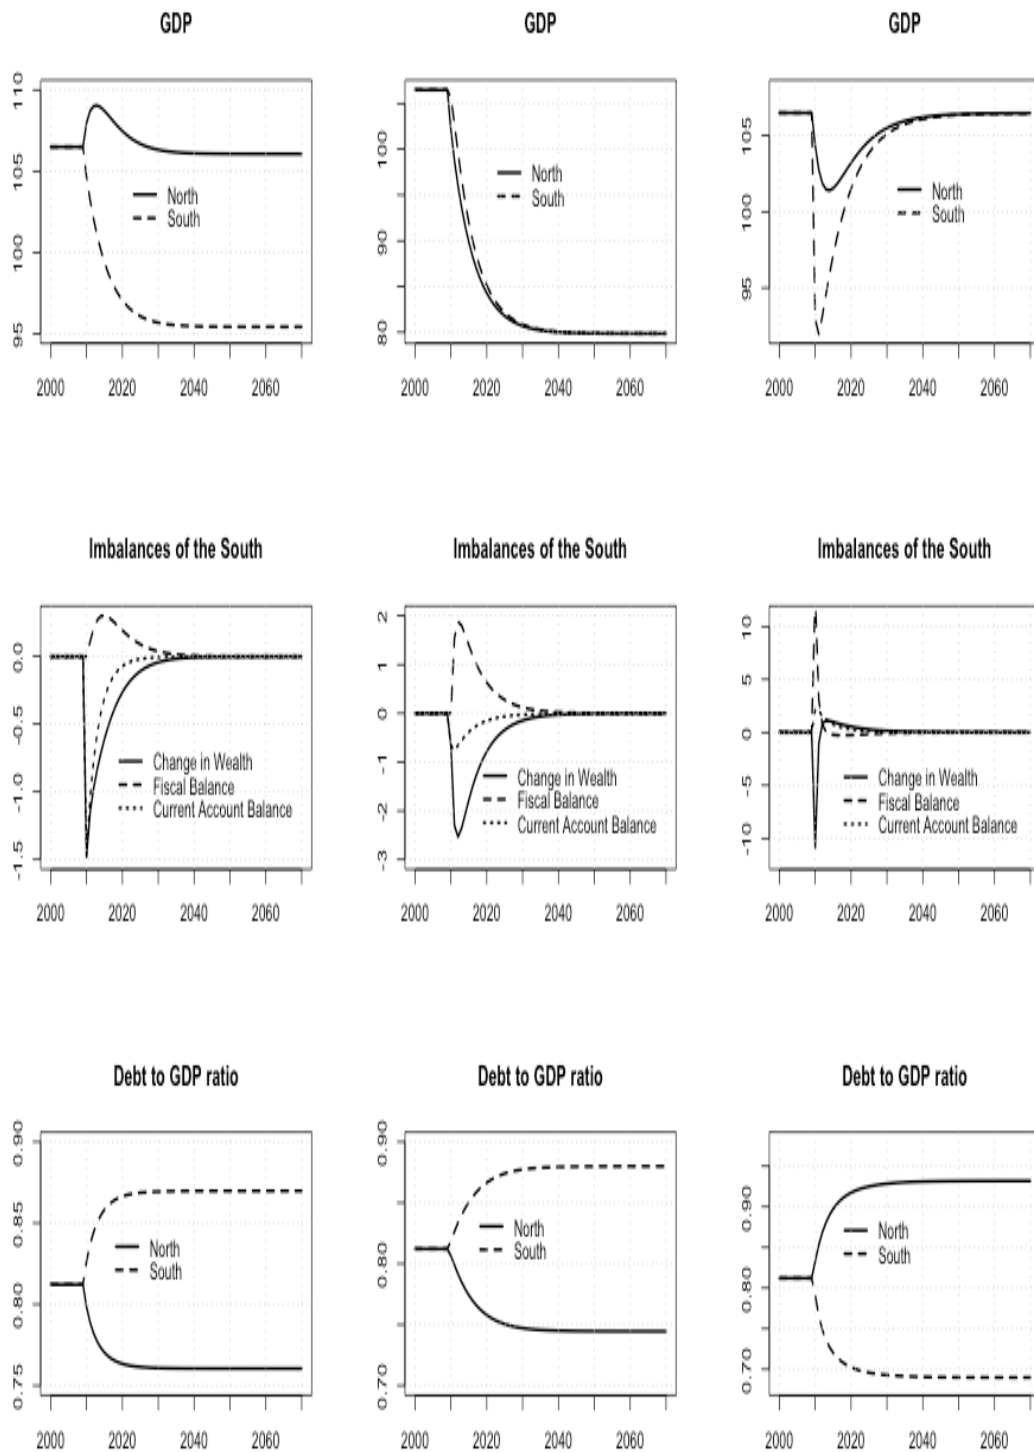 GDP
110
105
100
95
North
South
2000 2020 2040 2060
GDP
100
90
80
North
South
2000 2020 2040 2060
GDP
105
100
95
North
South
2000 2020 2040 2060
Imbalances of the South
0.0
-0.5
-1.0
-1.5
Change in Wealth
Fiscal Balance
Current Account Balance
2000 2020 2040 2060
Imbalances of the South
2
1
0
-1
-2
-3
Change in Wealth
Fiscal Balance
Current Account Balance
2000 2020 2040 2060
Imbalances of the South
10
5
0
-5
-10
Change in Wealth
Fiscal Balance
Current Account Balance
2000 2020 2040 2060
Debt to GDP ratio
0.90
0.85
0.80
0.75
North
South
2000 2020 2040 2060
Debt to GDP ratio
0.90
0.80
0.70
North
South
2000 2020 2040 2060
Debt to GDP ratio
0.90
0.80
0.70
North
South
2000 2020 2040 2060